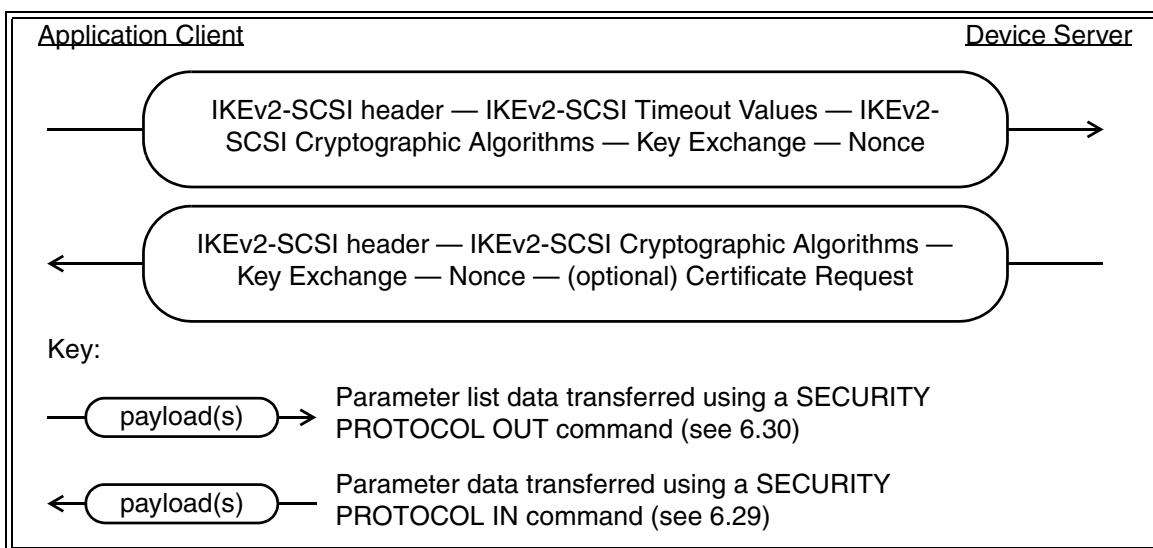 Application Client
Device Server
IKEv2-SCSI header — IKEv2-SCSI Timeout Values — IKEv2-
SCSI Cryptographic Algorithms — Key Exchange — Nonce
IKEv2-SCSI header — IKEv2-SCSI Cryptographic Algorithms —
Key Exchange — Nonce — (optional) Certificate Request
Key:
payload(s)
Parameter list data transferred using a SECURITY
PROTOCOL OUT command (see 6.30)
payload(s)
Parameter data transferred using a SECURITY
PROTOCOL IN command (see 6.29)